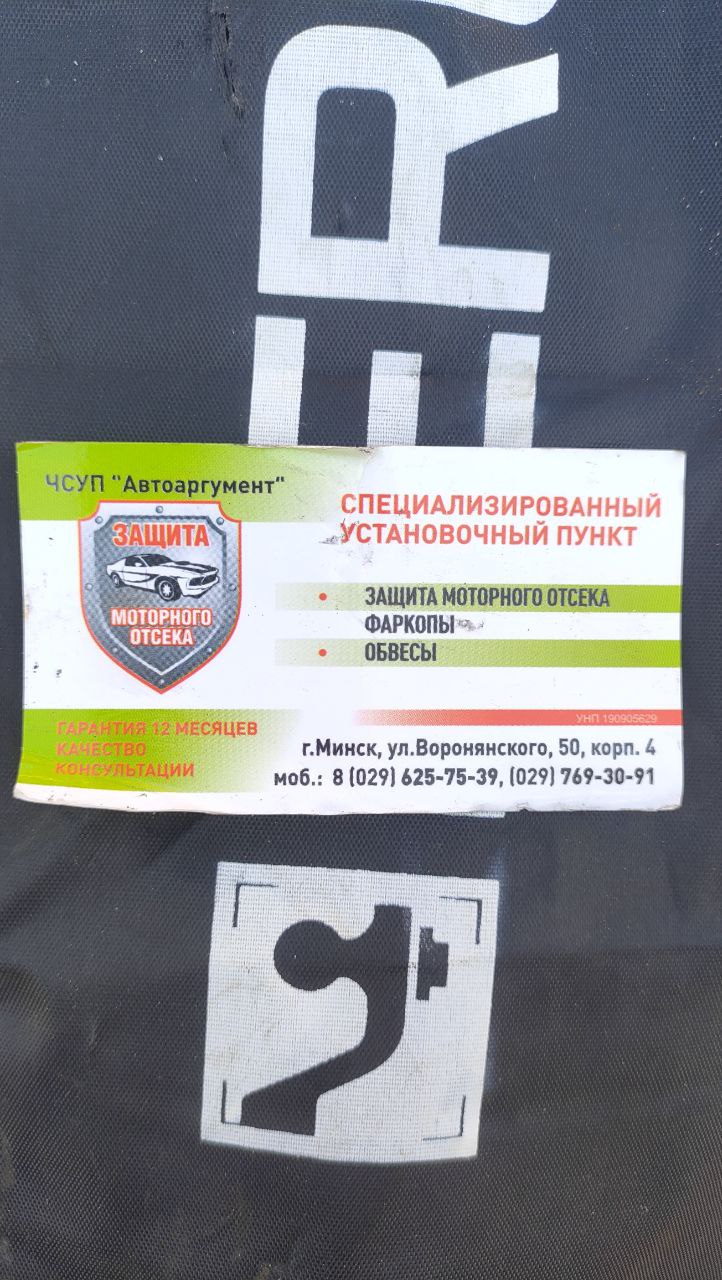 ER
ЧСУП "Автоаргумент"
ЗАЩИТА
МОТОРНОГО
ОТСЕКА
СПЕЦИАЛИЗИРОВАННЫЙ
УСТАНОВОЧНЫЙ ПУНКТ
• ЗАЩИТА МОТОРНОГО ОТСЕКА
ФАРКОПЫ
• ОБВЕСЫ
ГАРАНТИЯ 12 МЕСЯЦЕВ
КАЧЕСТВО
КОНСУЛЬТАЦИИ
УНП 190905629
г.Минск, ул.Воронянского, 50, корп. 4
моб.: 8 (029) 625-75-39, (029) 769-30-91